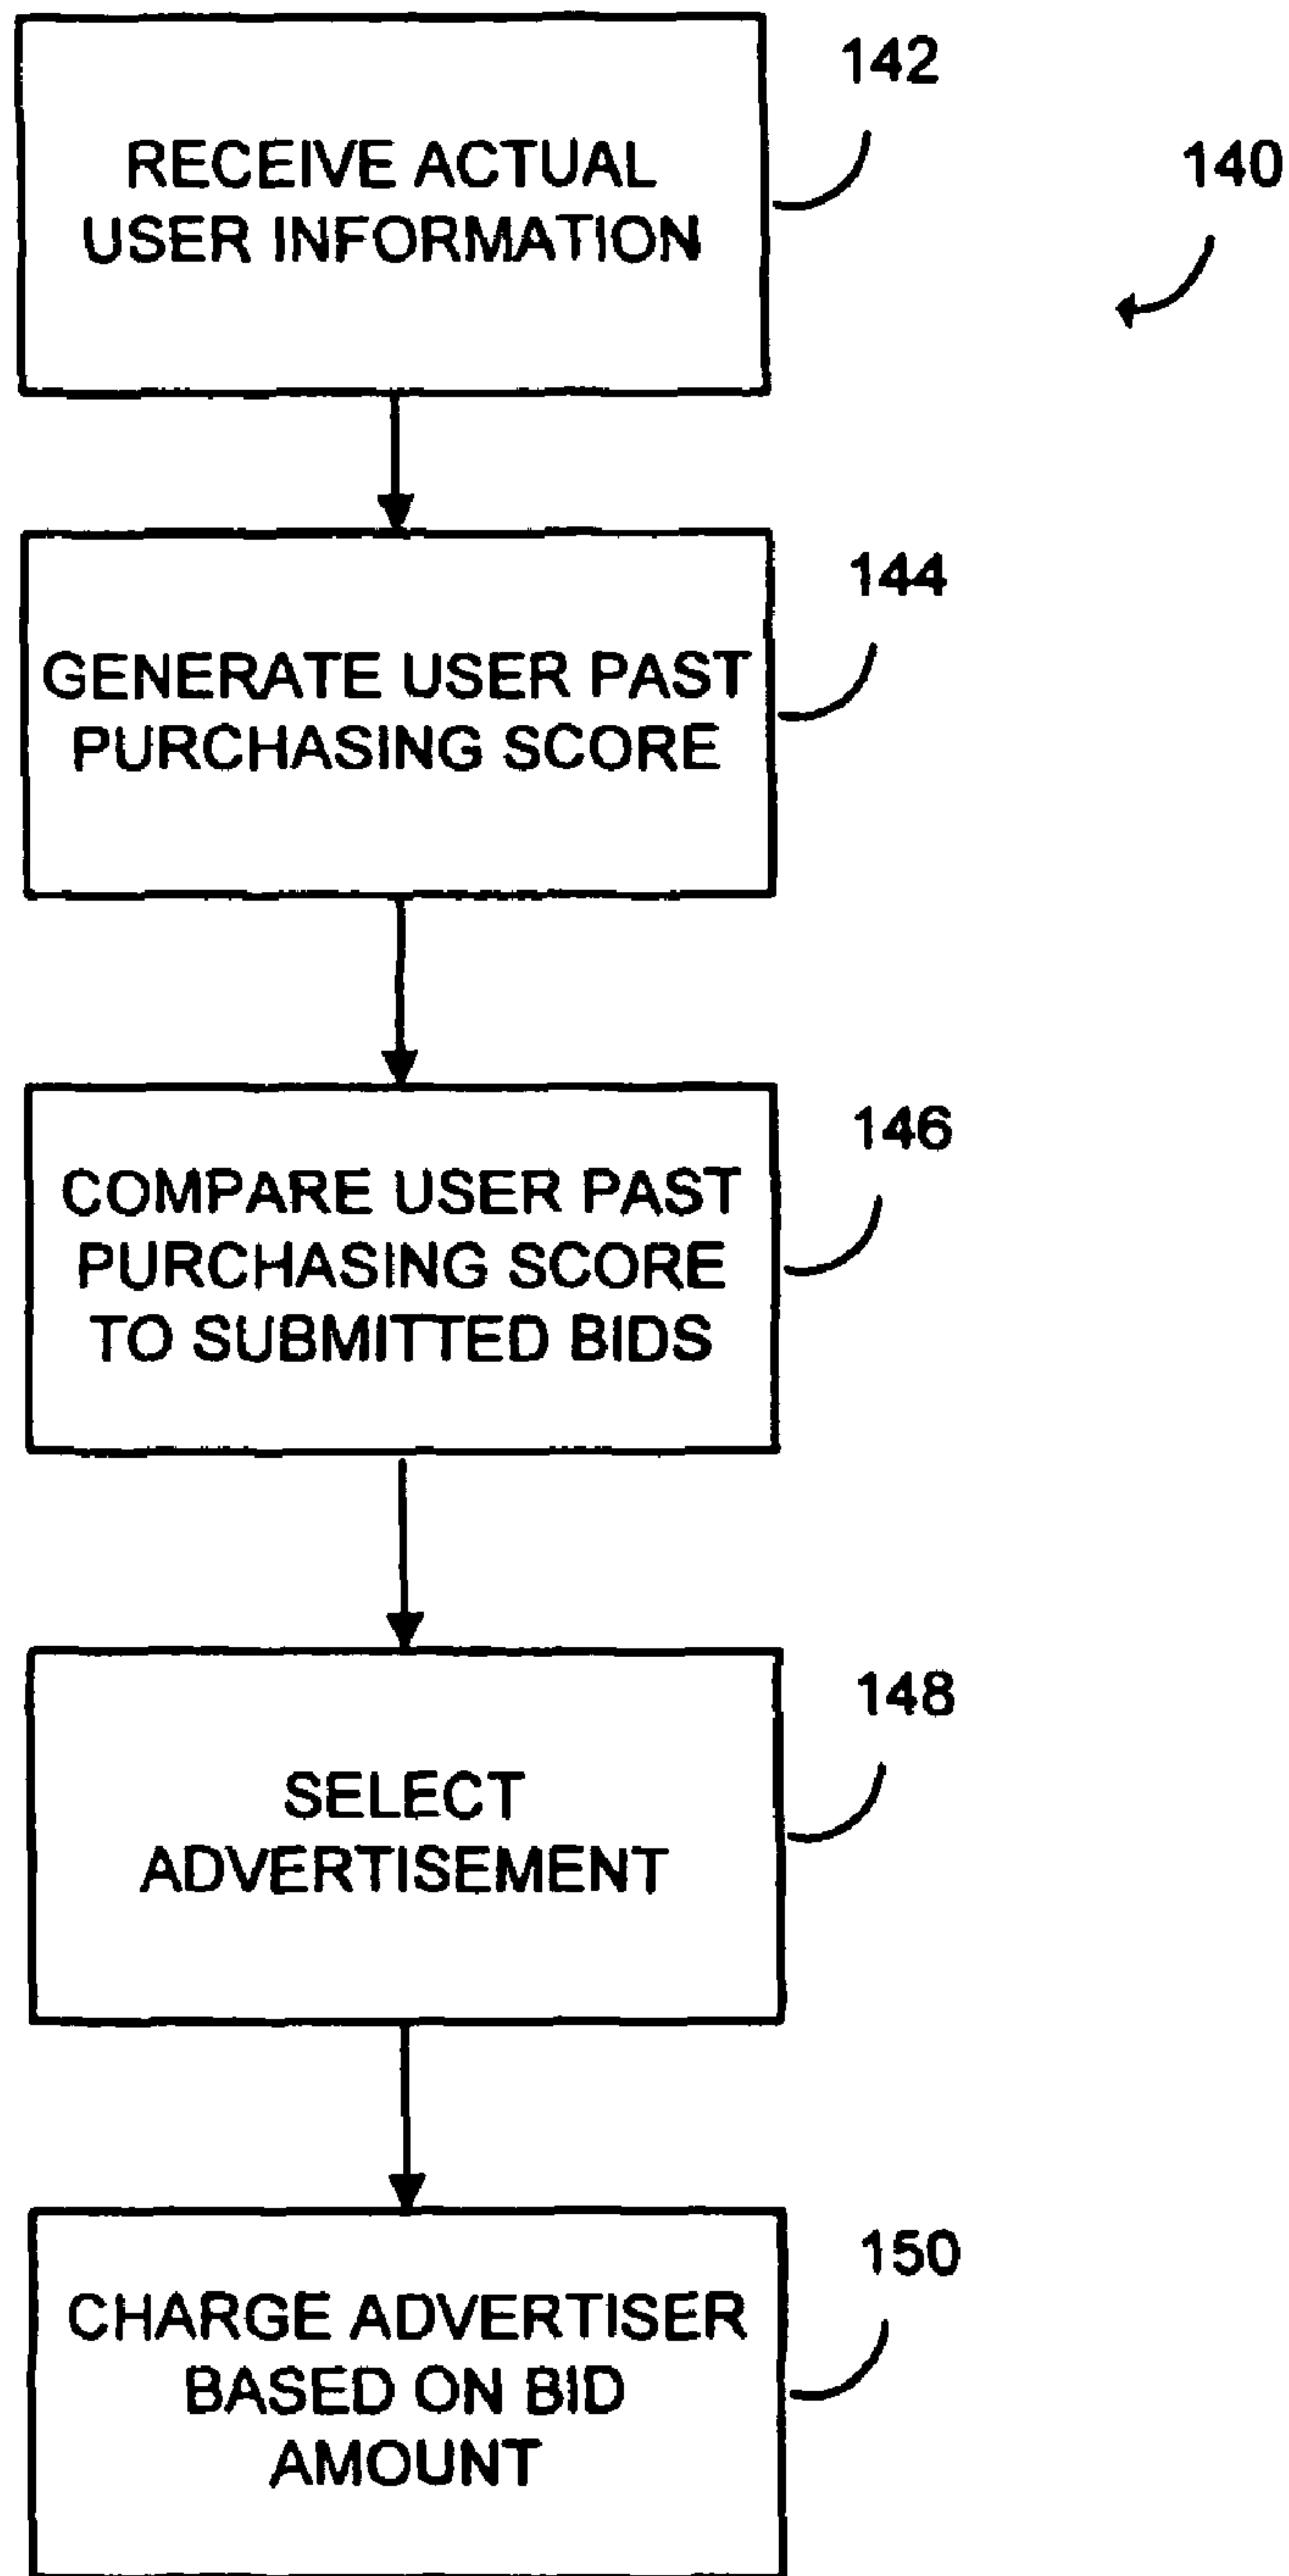 RECEIVE ACTUAL
USER INFORMATION
142
140
GENERATE USER PAST
PURCHASING SCORE
144
COMPARE USER PAST
PURCHASING SCORE
TO SUBMITTED BIDS
146
SELECT
ADVERTISEMENT
148
CHARGE ADVERTISER
BASED ON BID
AMOUNT
150